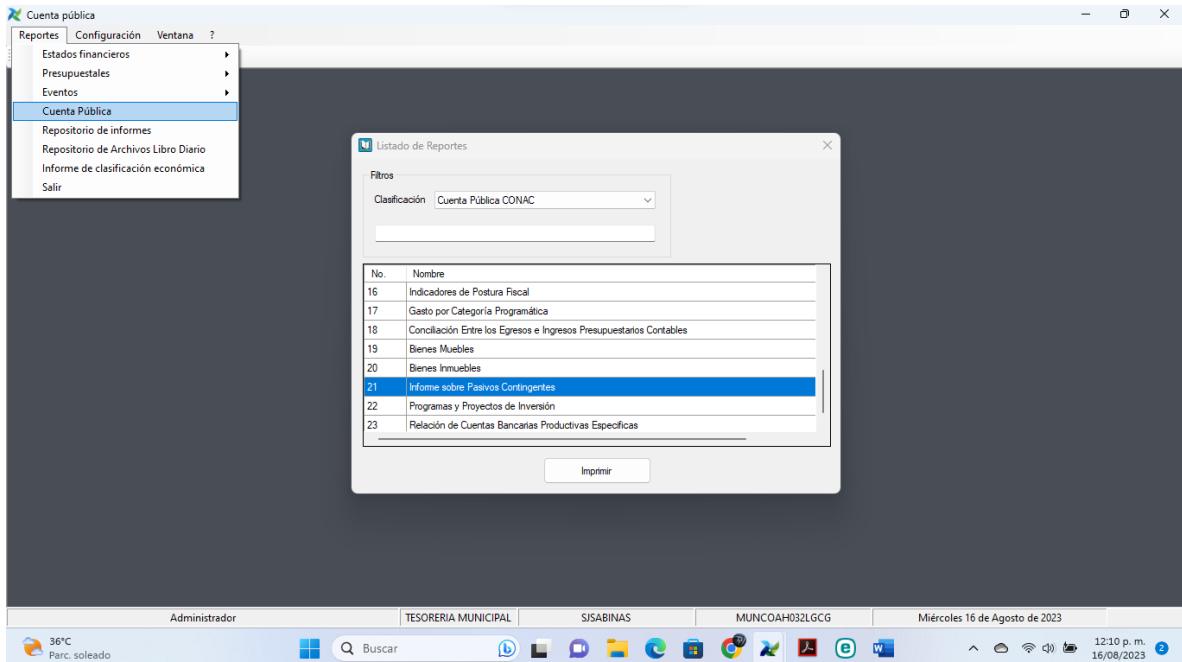 Cuenta pública
Reportes Configuración Ventana ?
Estados financieros
Presupuestales
Eventos
Cuenta Pública
Repositorio de informes
Repositorio de Archivos Libro Diario
Informe de clasificación económica
Salir
Listado de Reportes
Filtros
Clasificación Cuenta Pública CONAC
No. Nombre
16 Indicadores de Postura Fiscal
17 Gasto por Categoría Programática
18 Conciliación Entre los Egresos e Ingresos Presupuestarios Contables
19 Bienes Muebles
20 Bienes Inmuebles
21 Informe sobre Pasivos Contingentes
22 Programas y Proyectos de Inversión
23 Relación de Cuentas Bancarias Productivas Especificas
Imprimir
Administrador TESORERIA MUNICIPAL SJSABINAS MUNCOAH032LGCG Miércoles 16 de Agosto de 2023
36°C
Parc. soleado
Buscar
12:10 p. m.
16/08/2023
2